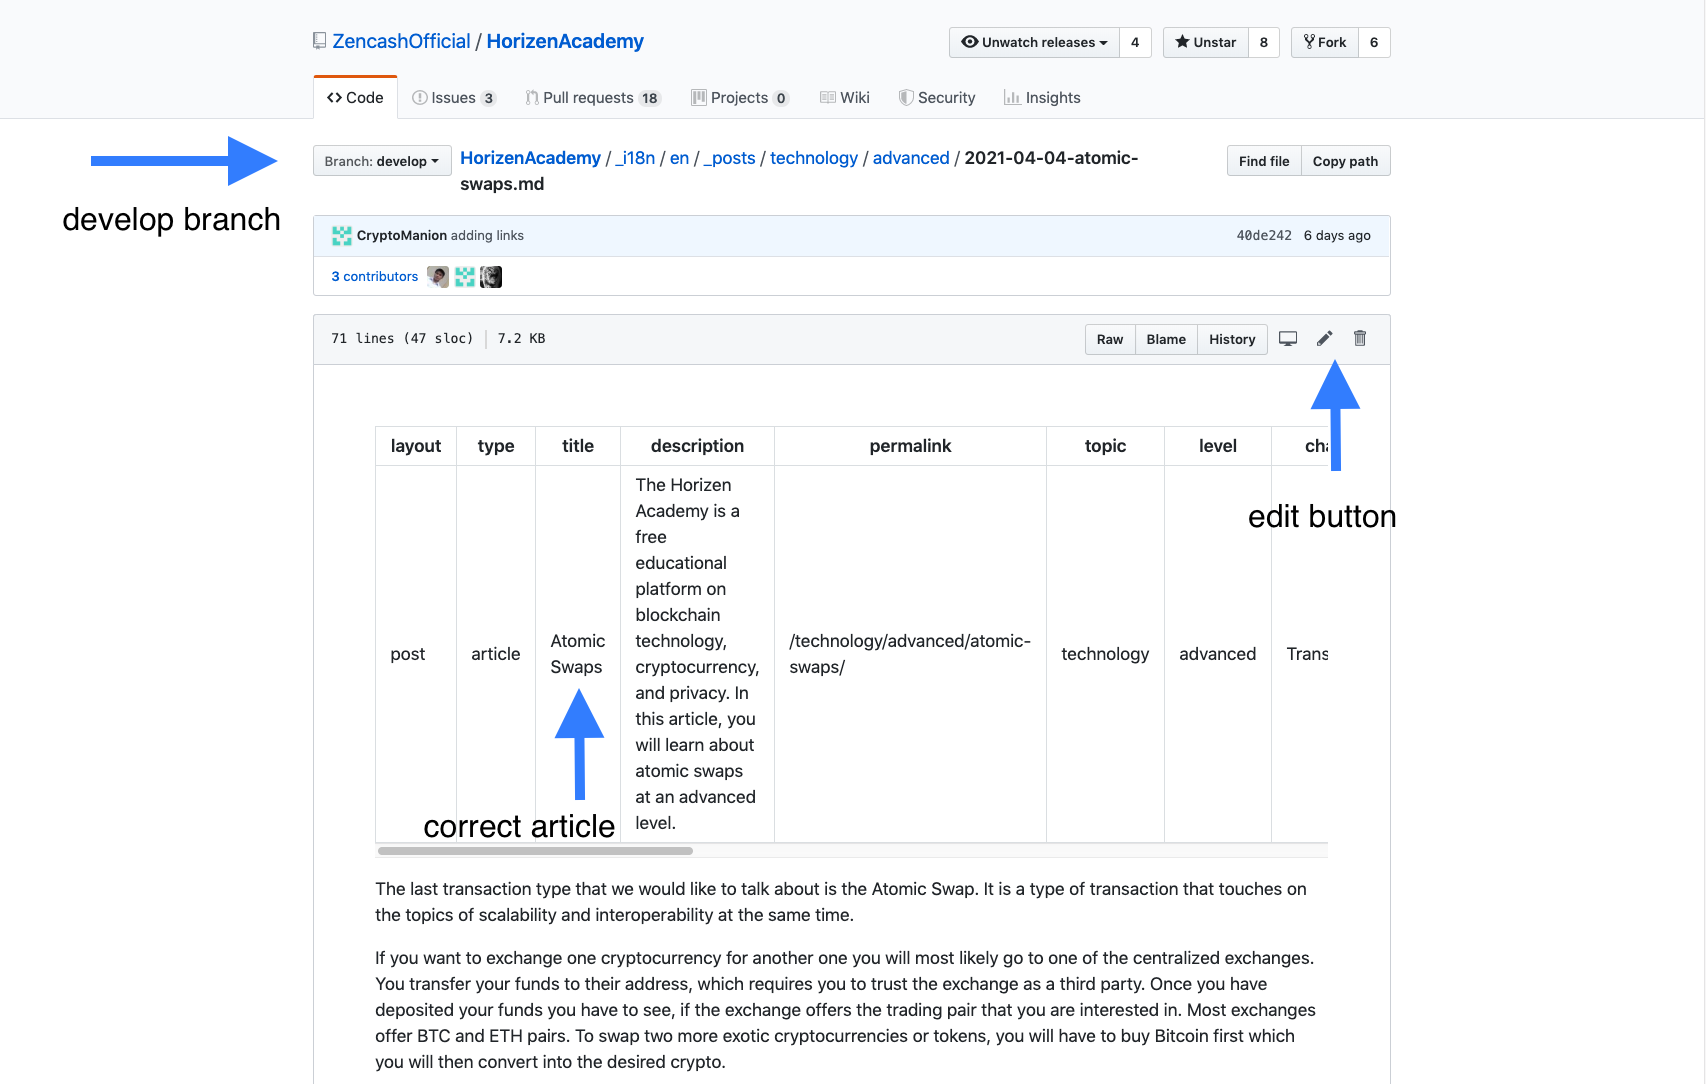 ZencashOfficial / HorizenAcademy
Unwatch releases 4
Unstar 8
Fork 6
Code
Issues 3
Pull requests 18
Projects 0
Wiki
Security
Insights
Branch: develop
HorizenAcademy / _i18n / en / _posts / technology / advanced / 2021-04-04-atomic-
swaps.md
Find file
Copy path
develop branch
CryptoManion adding links
40de242 6 days ago
3 contributors
71 lines (47 sloc) 7.2 KB
Raw
Blame
History
edit button
layout type title description permalink topic level cha
post
article
Atomic
Swaps
The Horizen
Academy is a
free
educational
platform on
blockchain
technology,
cryptocurrency,
and privacy. In
this article, you
will learn about
atomic swaps
at an advanced
level.
/technology/advanced/atomic-
swaps/
technology
advanced
Trans
correct article
The last transaction type that we would like to talk about is the Atomic Swap. It is a type of transaction that touches on
the topics of scalability and interoperability at the same time.
If you want to exchange one cryptocurrency for another one you will most likely go to one of the centralized exchanges.
You transfer your funds to their address, which requires you to trust the exchange as a third party. Once you have
deposited your funds you have to see, if the exchange offers the trading pair that you are interested in. Most exchanges
offer BTC and ETH pairs. To swap two more exotic cryptocurrencies or tokens, you will have to buy Bitcoin first which
you will then convert into the desired crypto.